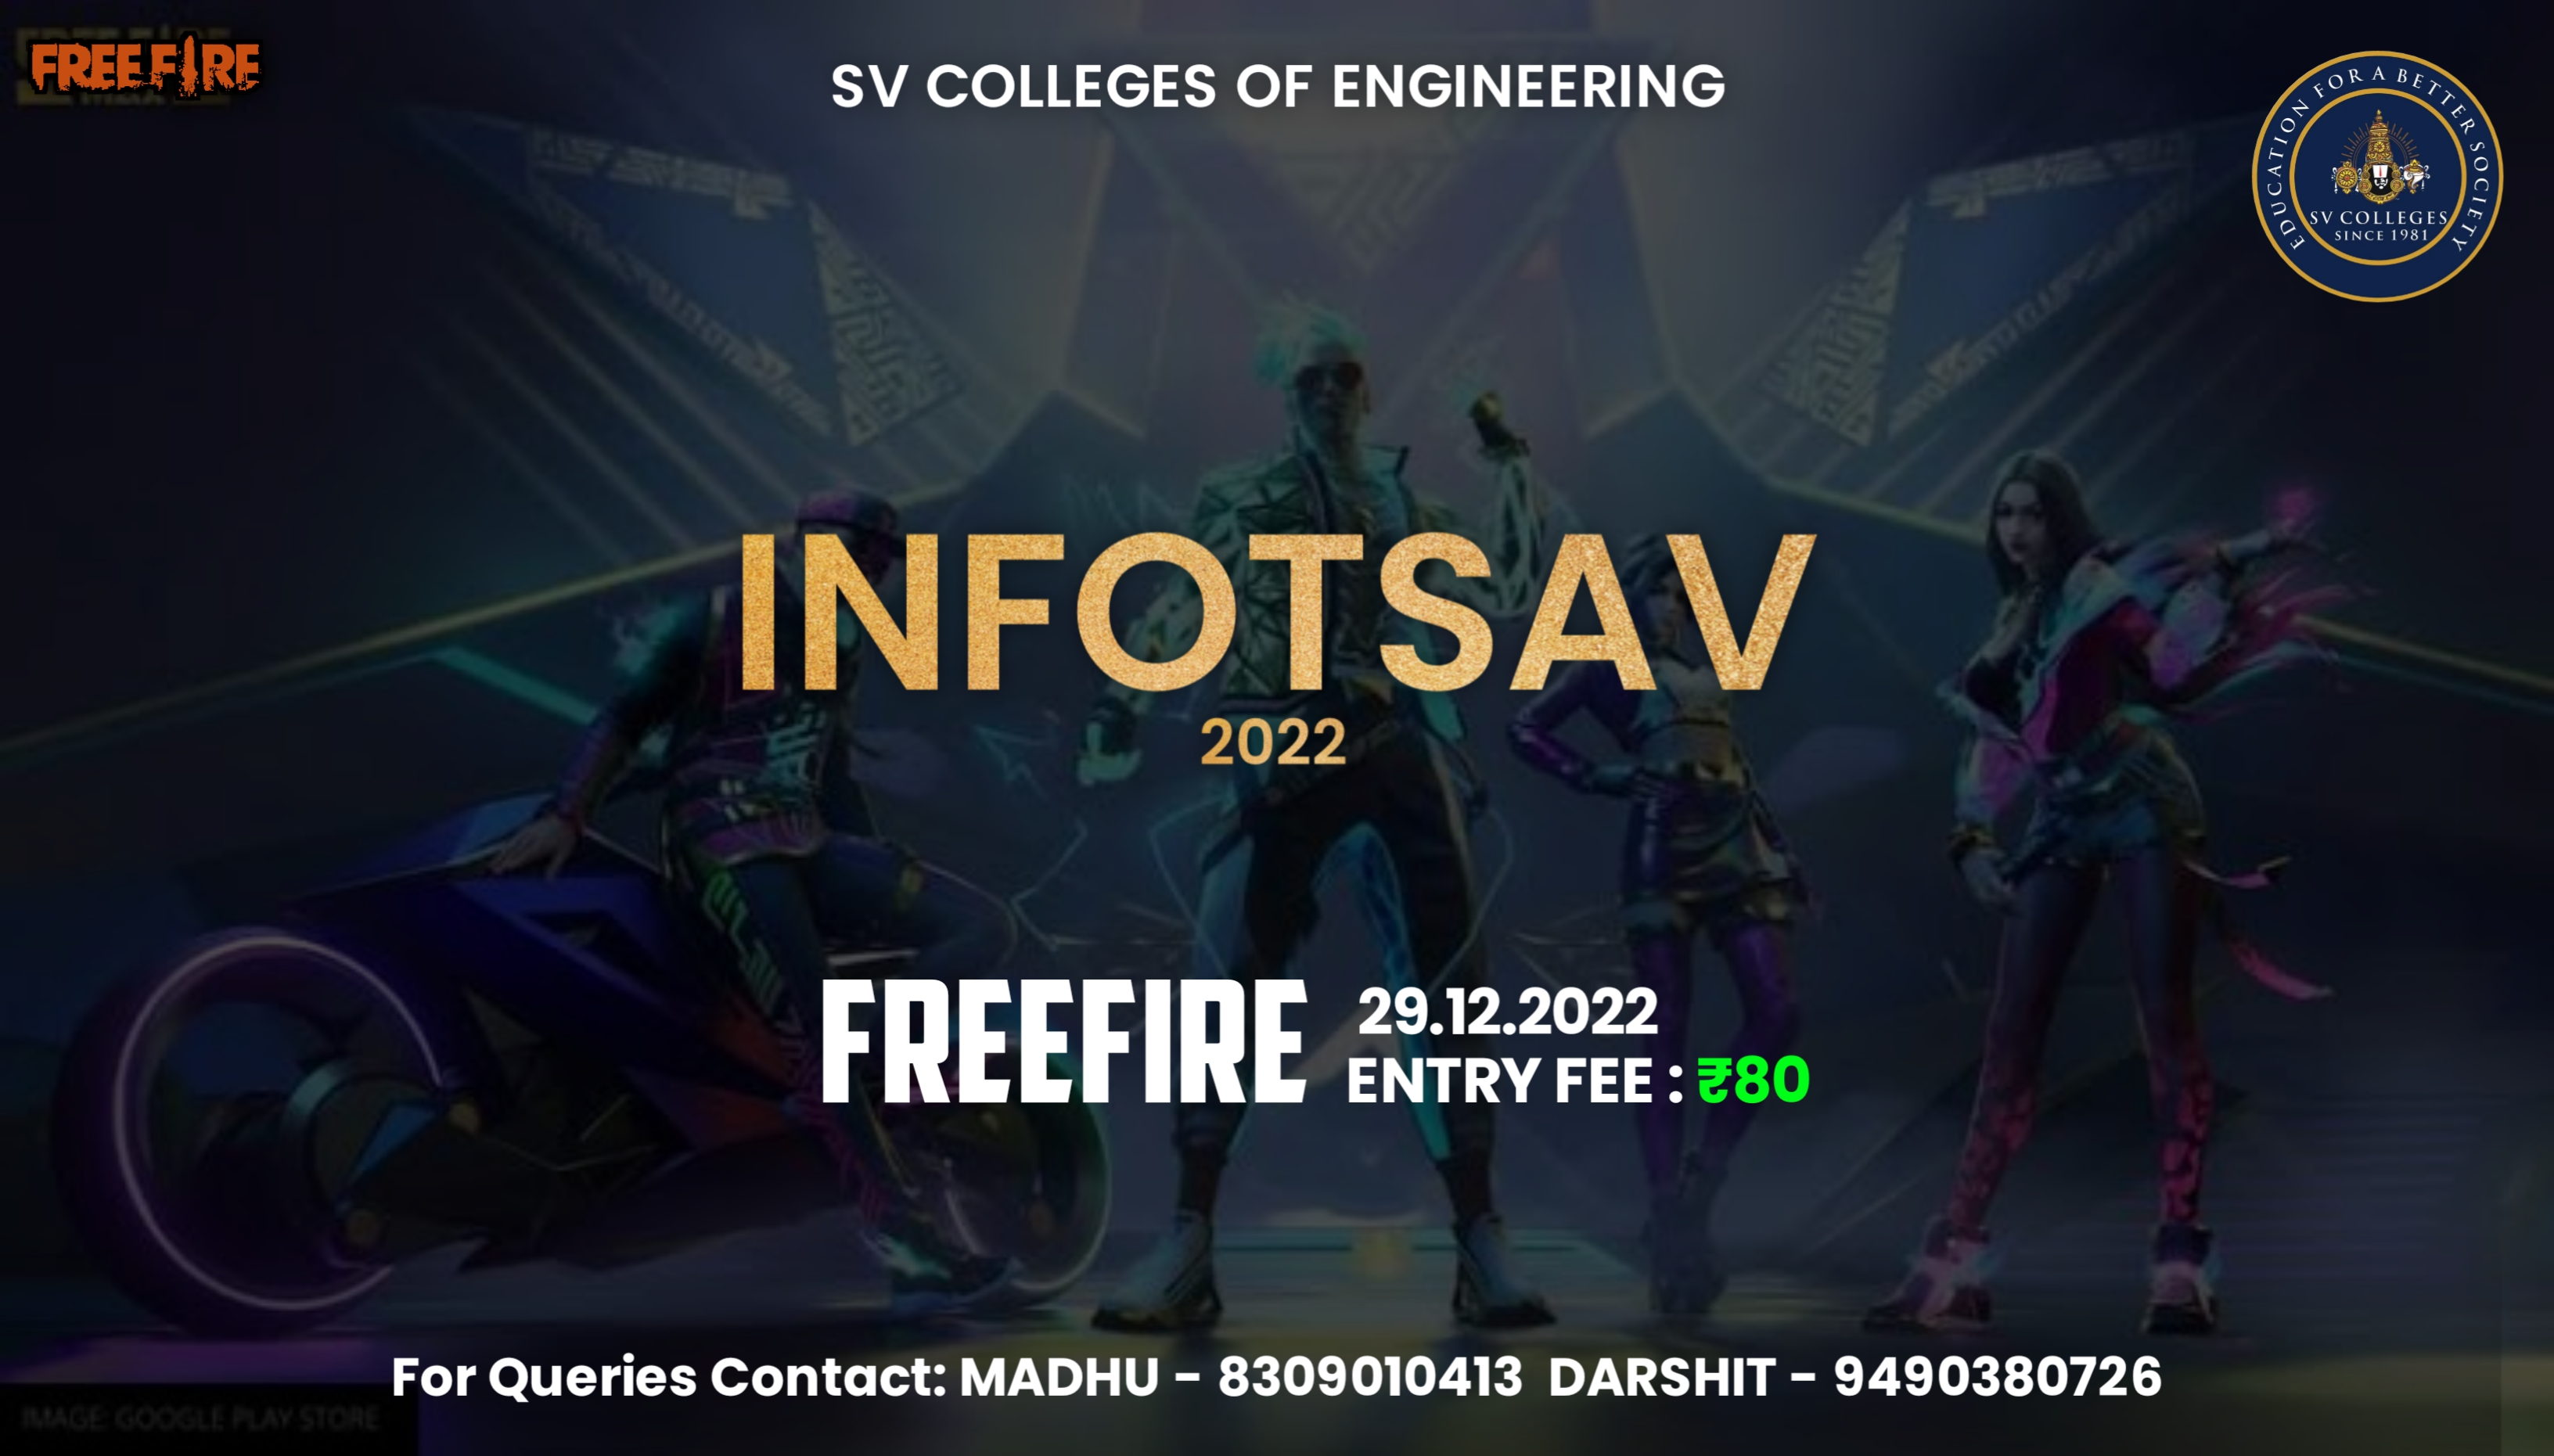 FREE FIRE
SV COLLEGES OF ENGINEERING
EDUCATION FOR A BETTER SOCIETY
SV COLLEGES
SINCE 1981
INFOTSAV
2022
FREEFIRE
29.12.2022
ENTRY FEE : ₹80
For Queries Contact: MADHU - 8309010413 DARSHIT - 9490380726
IMAGE: GOOGLE PLAY STORE